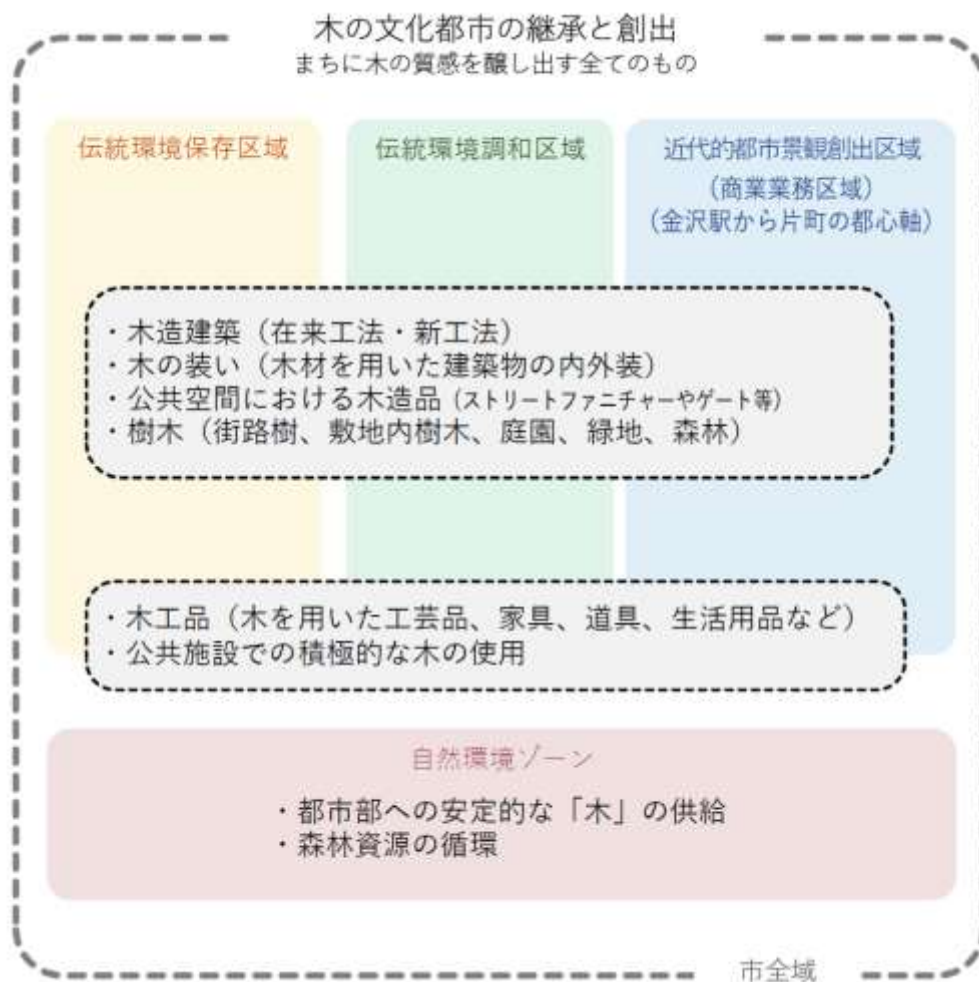 木の文化都市の継承と創出
まちに木の質感を醸し出す全てのもの
伝統環境保存区域
伝統環境調和区域
近代的都市景観創出区域
(商業業務区域)
(金沢駅から片町の都心軸)
・木造建築（在来工法・新工法）
・木の装い（木材を用いた建築物の内外装）
・公共空間における木造品（ストリートファニチャーやゲート等）
・樹木（街路樹、敷地内樹木、庭園、緑地、森林）
・木工品（木を用いた工芸品、家具、道具、生活用品など）
・公共施設での積極的な木の使用
自然環境ゾーン
・都市部への安定的な「木」の供給
・森林資源の循環
市全域